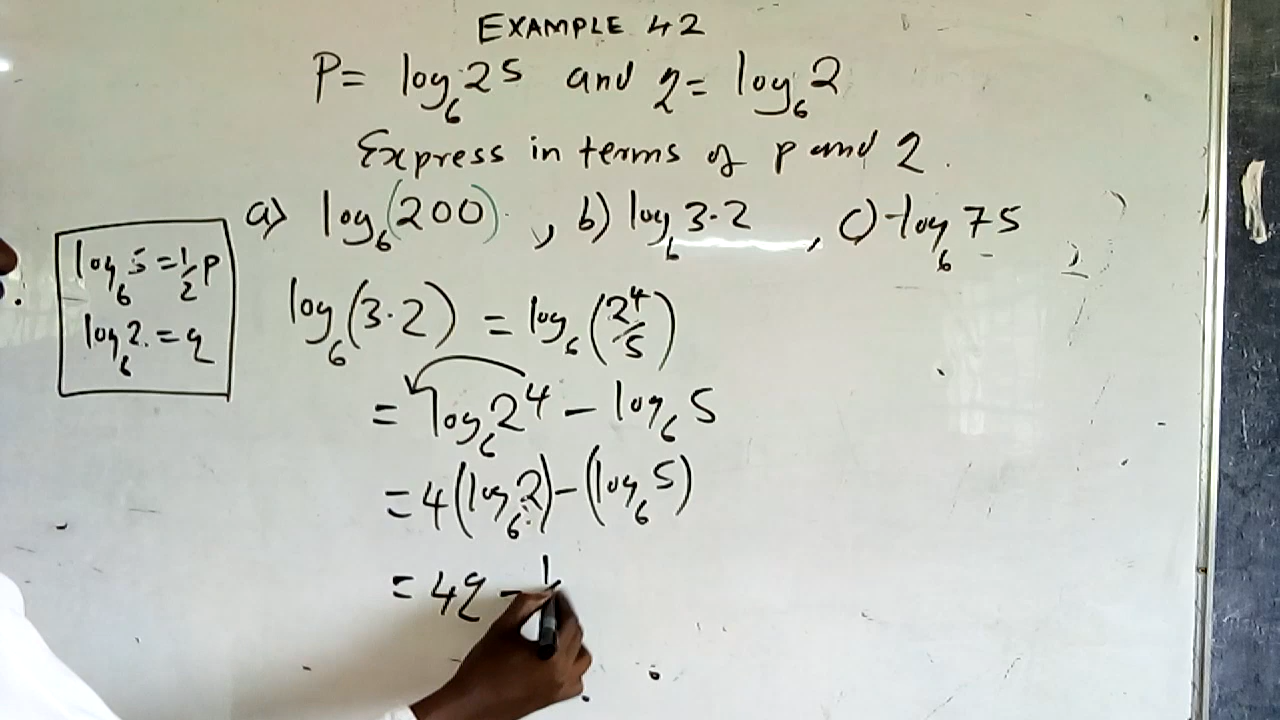 EXAMPLE 42
P = log₆25 and q = log₆2
Express in terms of p and q.
a) log₆(200), b) log₆3·2, c) log₆75
log₆5 = ½p
log₆2 = q
log₆(3·2) = log₆(2⁴/5)
= log₆2⁴ – log₆5
= 4(log₆2) – (log₆5)
= 4q – 1